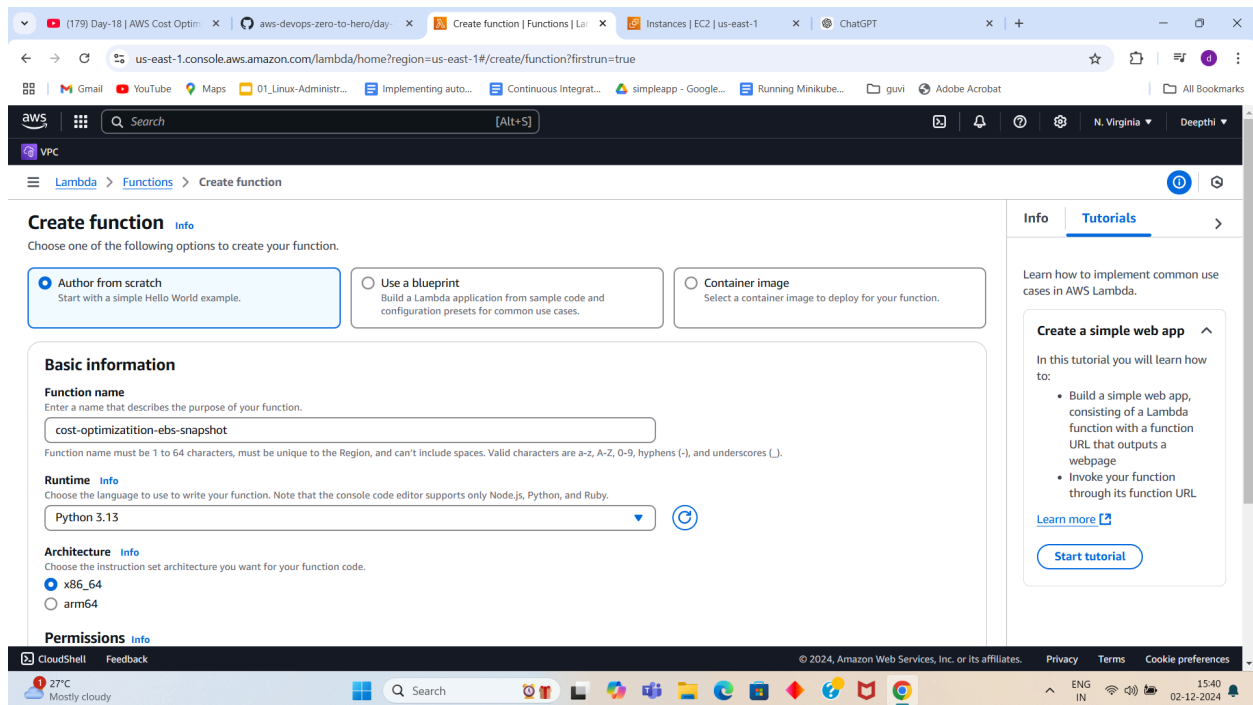 (179) Day-18 | AWS Cost Optim
aws-devops-zero-to-hero/day-
Create function | Functions | La
Instances | EC2 | us-east-1
ChatGPT
us-east-1.console.aws.amazon.com/lambda/home?region=us-east-1#/create/function?firstrun=true
d
Gmail
YouTube
Maps
01_Linux-Administr...
Implementing auto...
Continuous Integrat...
simpleapp - Google...
Running Minikube...
guvi
Adobe Acrobat
All Bookmarks
aws
Search
[Alt+S]
N. Virginia
Deepthi
VPC
Lambda > Functions > Create function
Create function Info
Choose one of the following options to create your function.
Author from scratch
Start with a simple Hello World example.
Use a blueprint
Build a Lambda application from sample code and
configuration presets for common use cases.
Container image
Select a container image to deploy for your function.
Basic information
Function name
Enter a name that describes the purpose of your function.
cost-optimizatition-ebs-snapshot
Function name must be 1 to 64 characters, must be unique to the Region, and can't include spaces. Valid characters are a-z, A-Z, 0-9, hyphens (-), and underscores (_).
Runtime Info
Choose the language to use to write your function. Note that the console code editor supports only Node.js, Python, and Ruby.
Python 3.13
Architecture Info
Choose the instruction set architecture you want for your function code.
x86_64
arm64
Permissions Info
Info
Tutorials
Learn how to implement common use
cases in AWS Lambda.
Create a simple web app
In this tutorial you will learn how
to:
• Build a simple web app,
consisting of a Lambda
function with a function
URL that outputs a
webpage
• Invoke your function
through its function URL
Learn more
Start tutorial
CloudShell
Feedback
© 2024, Amazon Web Services, Inc. or its affiliates.
Privacy
Terms
Cookie preferences
1
27°C
Mostly cloudy
Search
ENG
IN
15:40
02-12-2024